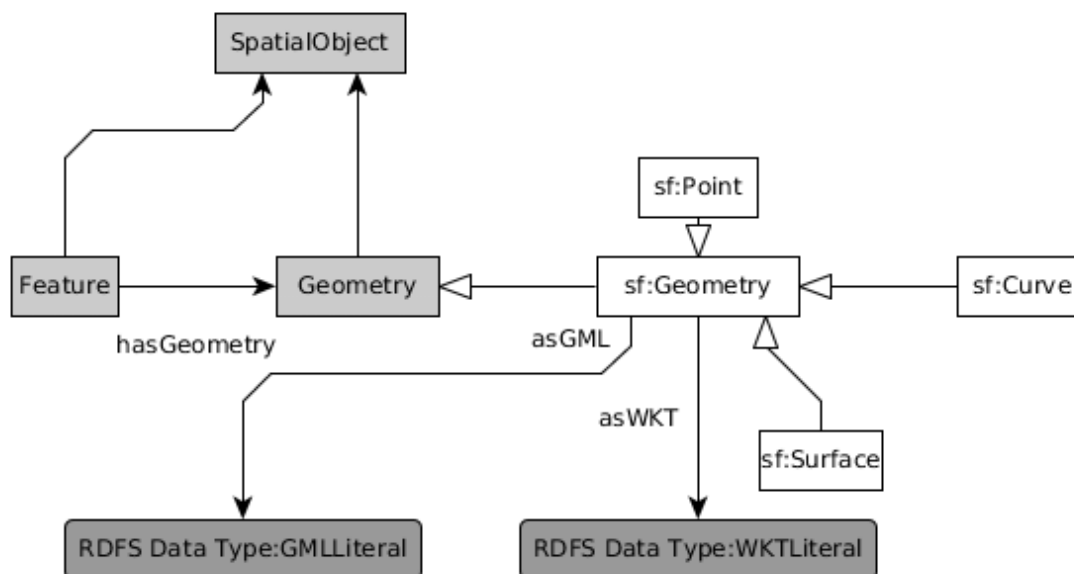 SpatialObject
sf:Point
Feature
Geometry
sf:Geometry
sf:Curve
hasGeometry
asGML
asWKT
sf:Surface
RDFS Data Type:GMLLiteral
RDFS Data Type:WKTLiteral